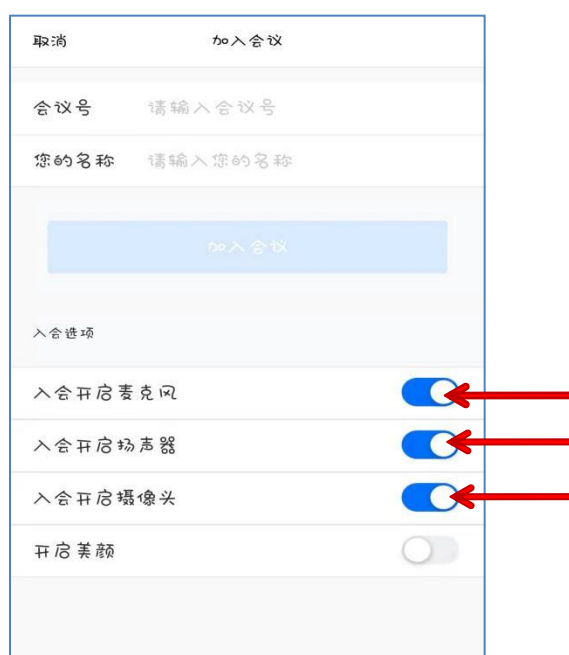 取消 加入会议
会议号 请输入会议号
您的名称 请输入您的名称
加入会议
入会选项
入会开启麦克风
入会开启扬声器
入会开启摄像头
开启美颜